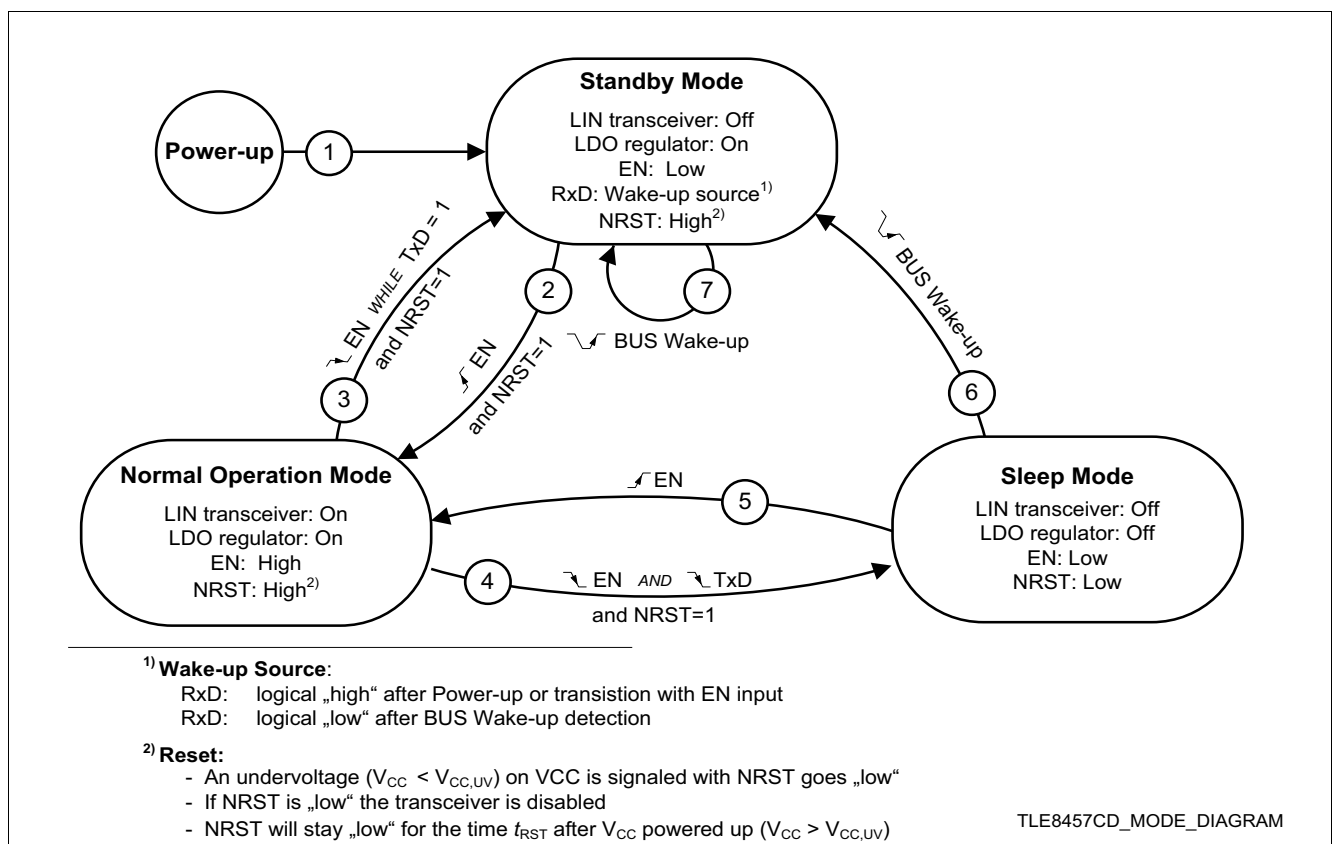 Standby Mode
LIN transceiver: Off
LDO regulator: On
EN: Low
RxD: Wake-up source1)
NRST: High2)
Power-up
1
EN WHILE TxD = 1
and NRST=1
2
EN
and NRST=1
7
BUS Wake-up
BUS Wake-up
3
6
Normal Operation Mode
LIN transceiver: On
LDO regulator: On
EN: High
NRST: High2)
EN
5
4
EN AND TxD
and NRST=1
Sleep Mode
LIN transceiver: Off
LDO regulator: Off
EN: Low
NRST: Low
1) Wake-up Source:
RxD: logical „high“ after Power-up or transistion with EN input
RxD: logical „low“ after BUS Wake-up detection
2) Reset:
- An undervoltage (VCC < VCC,UV) on VCC is signaled with NRST goes „low“
- If NRST is „low“ the transceiver is disabled
- NRST will stay „low“ for the time tRST after VCC powered up (VCC > VCC,UV)
TLE8457CD_MODE_DIAGRAM